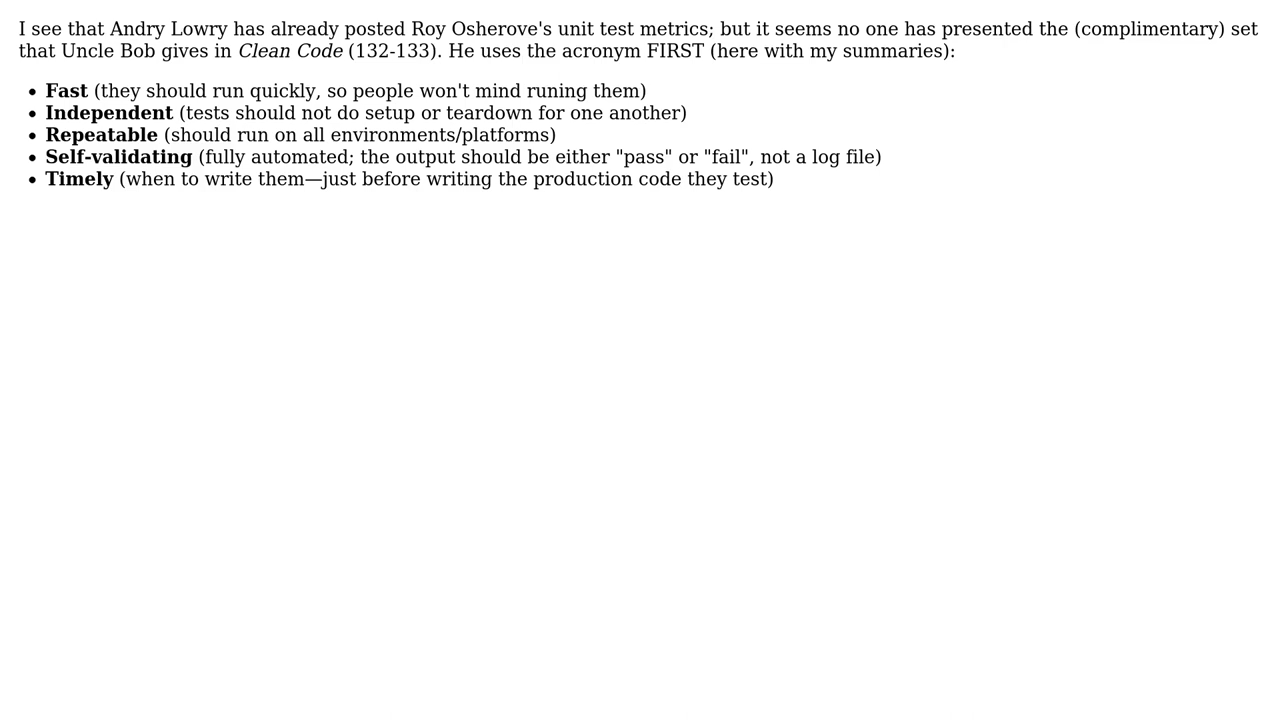 I see that Andry Lowry has already posted Roy Osherove's unit test metrics; but it seems no one has presented the (complimentary) set
that Uncle Bob gives in Clean Code (132-133). He uses the acronym FIRST (here with my summaries):
• Fast (they should run quickly, so people won't mind runing them)
• Independent (tests should not do setup or teardown for one another)
• Repeatable (should run on all environments/platforms)
• Self-validating (fully automated; the output should be either "pass" or "fail", not a log file)
• Timely (when to write them—just before writing the production code they test)